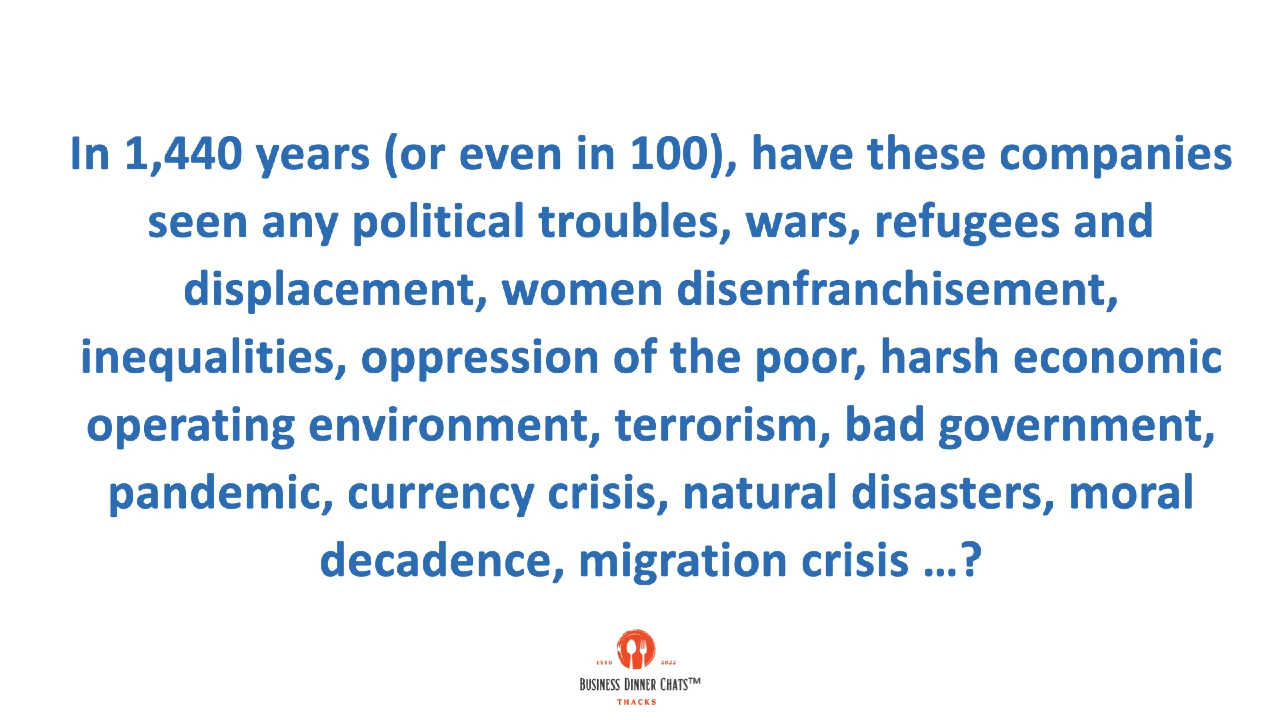 In 1,440 years (or even in 100), have these companies
seen any political troubles, wars, refugees and
displacement, women disenfranchisement,
inequalities, oppression of the poor, harsh economic
operating environment, terrorism, bad government,
pandemic, currency crisis, natural disasters, moral
decadence, migration crisis ...?
ESTD 2022
BUSINESS DINNER CHATS™
THACKS